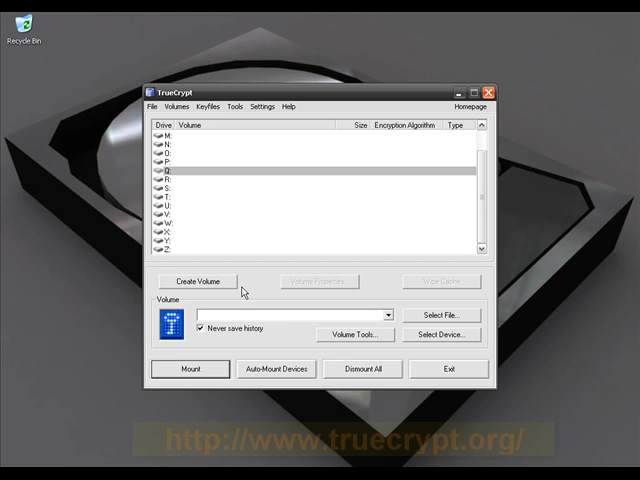 Recycle Bin
TrueCrypt
File Volumes Keyfiles Tools Settings Help Homepage
Drive Volume Size Encryption Algorithm Type
M:
N:
O:
P:
Q:
R:
S:
T:
U:
V:
W:
X:
Y:
Z:
Create Volume Volume Properties... Wipe Cache
Volume
Select File...
Never save history
Volume Tools... Select Device...
Mount Auto-Mount Devices Dismount All Exit
http://www.truecrypt.org/